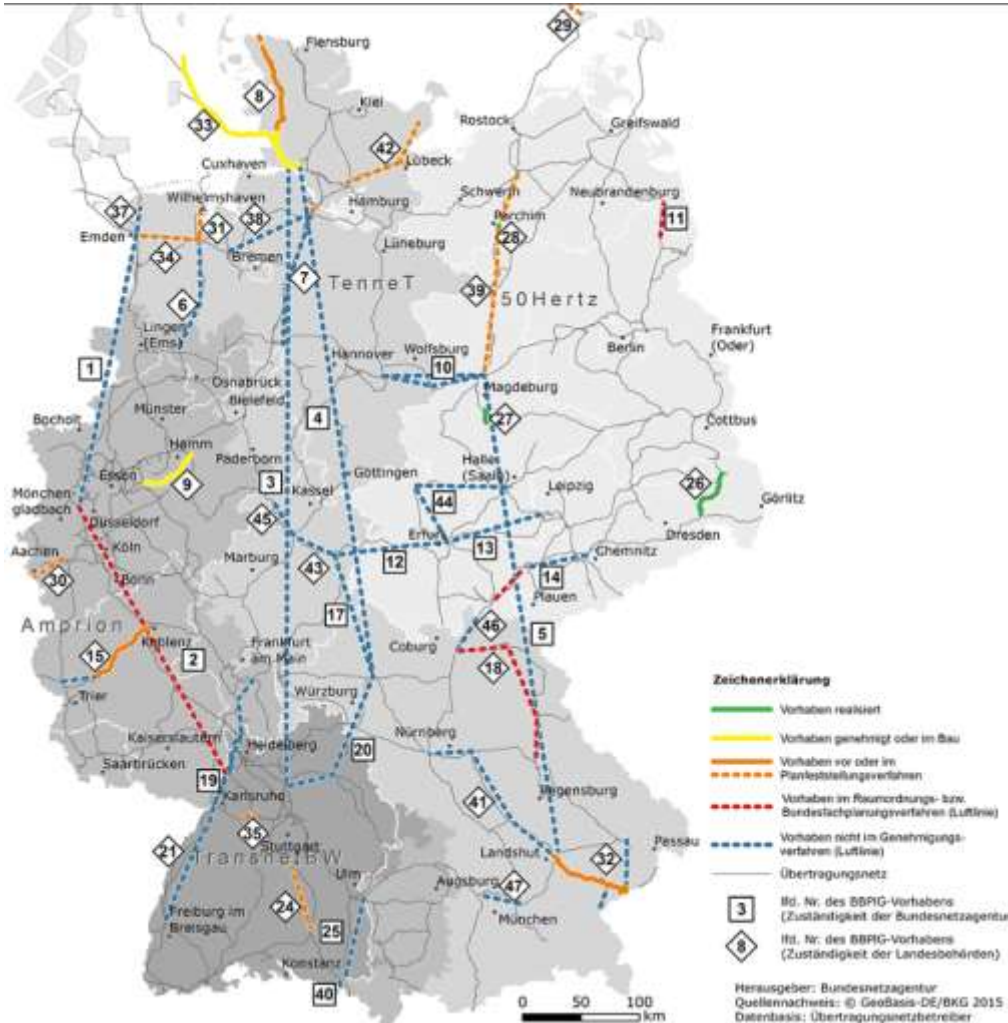 29
Flensburg
8
Kiel
33
Rostock
Greifswald
42
Cuxhaven
Lübeck
Schwerin
Neubrandenburg
Wilhelmshaven
37
38
Hamburg
11
31
Parchim
Emden
28
Lüneburg
34
Bremen
7
TenneT
39
50Hertz
6
Lingen
(Ems)
Frankfurt
(Oder)
Hannover
Wolfsburg
Berlin
1
10
Osnabrück
Magdeburg
Bielefeld
Münster
4
27
Bocholt
Cottbus
Hamm
Paderborn
Halle
(Saale)
Essen
3
Göttingen
26
9
Leipzig
Mönchen-
gladbach
Kassel
44
Görlitz
Düsseldorf
45
Erfurt
Dresden
Köln
13
Aachen
Marburg
43
12
Chemnitz
30
Bonn
14
17
Plauen
Amprion
46
5
Koblenz
Coburg
15
2
Frankfurt
am Main
18
Trier
Würzburg
Nürnberg
Kaiserslautern
Heidelberg
20
Saarbrücken
19
Karlsruhe
41
Regensburg
35
Stuttgart
Passau
21
TransnetBW
Landshut
32
Ulm
Augsburg
47
24
München
Freiburg im
Breisgau
25
Konstanz
40
0 50 100
km
Zeichenerklärung
Vorhaben realisiert
Vorhaben genehmigt oder im Bau
Vorhaben vor oder im
Planfeststellungsverfahren
Vorhaben im Raumordnungs- bzw.
Bundesfachplanungsverfahren (Luftlinie)
Vorhaben nicht im Genehmigungs-
verfahren (Luftlinie)
Übertragungsnetz
3
lfd. Nr. des BBPlG-Vorhabens
(Zuständigkeit der Bundesnetzagentur
8
lfd. Nr. des BBPlG-Vorhabens
(Zuständigkeit der Landesbehörden)
Herausgeber: Bundesnetzagentur
Quellennachweis: © GeoBasis-DE/BKG 2015
Datenbasis: Übertragungsnetzbetreiber